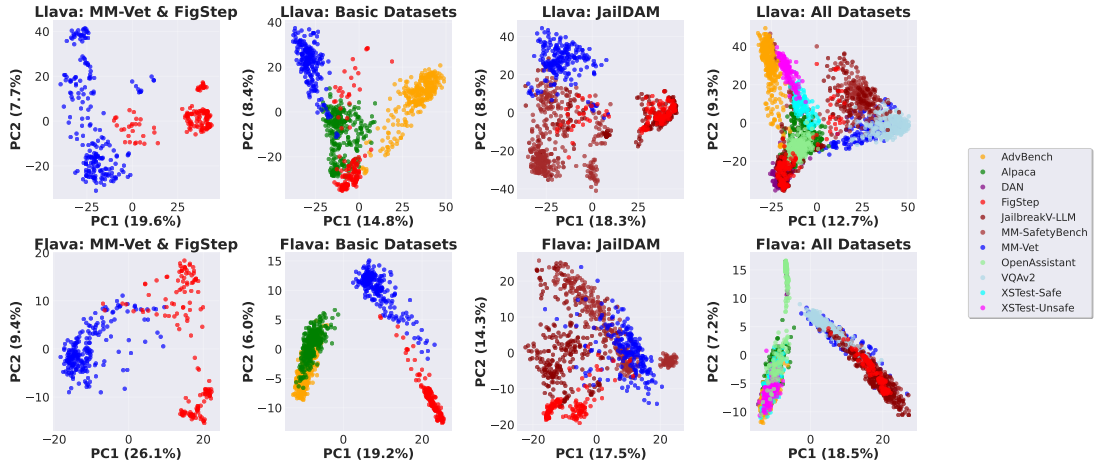 Llava: MM-Vet & FigStep
Llava: Basic Datasets
Llava: JailDAM
Llava: All Datasets
PC2 (7.7%)
40
20
0
−20
−25
0
25
PC1 (19.6%)
PC2 (8.4%)
40
20
0
−20
−25
0
25
50
PC1 (14.8%)
PC2 (8.9%)
40
20
0
−20
−40
−25
0
25
PC1 (18.3%)
PC2 (9.3%)
40
20
0
−20
−25
0
25
50
PC1 (12.7%)
AdvBench
Alpaca
DAN
FigStep
JailbreakV-LLM
MM-SafetyBench
MM-Vet
OpenAssistant
VQAv2
XSTest-Safe
XSTest-Unsafe
Flava: MM-Vet & FigStep
Flava: Basic Datasets
Flava: JailDAM
Flava: All Datasets
PC2 (9.4%)
20
10
0
−10
−20
0
20
PC1 (26.1%)
PC2 (6.0%)
15
10
5
0
−5
−10
0
20
PC1 (19.2%)
PC2 (14.3%)
20
10
0
−10
−20
−20
0
20
PC1 (17.5%)
PC2 (7.2%)
15
10
5
0
−5
−10
0
20
PC1 (18.5%)